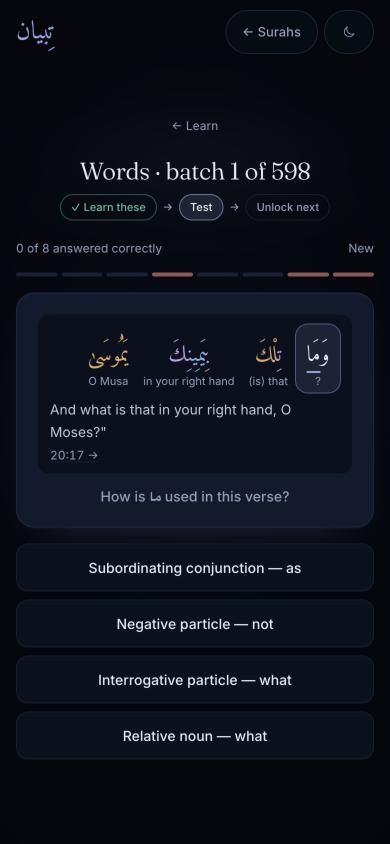 تِبيان
← Surahs
← Learn
Words · batch 1 of 598
✓ Learn these → Test → Unlock next
0 of 8 answered correctly New
وَمَا تِلْكَ بِيَمِينِكَ يَٰمُوسَىٰ
? (is) that in your right hand O Musa
And what is that in your right hand, O
Moses?"
20:17 →
How is ما used in this verse?
Subordinating conjunction — as
Negative particle — not
Interrogative particle — what
Relative noun — what